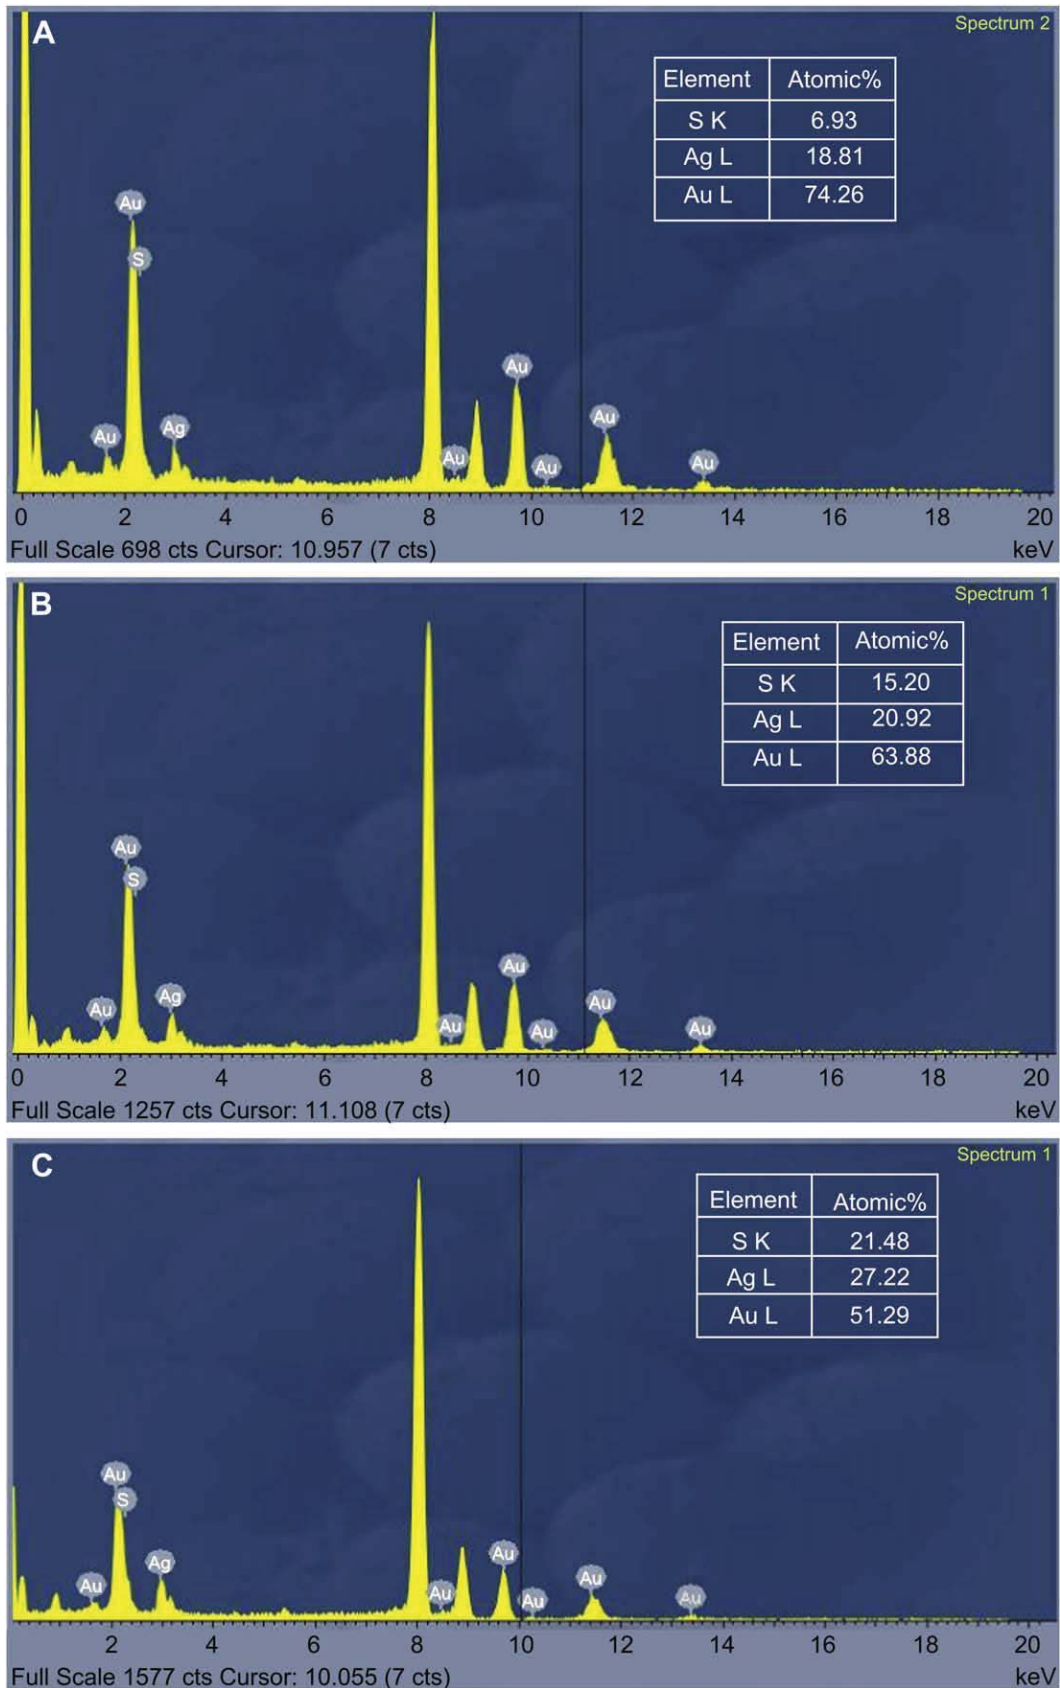 A
Spectrum 2
Element Atomic%
S K 6.93
Ag L 18.81
Au L 74.26
Au
S
Au
Ag
Au
Au
Au
Au
Au
0 2 4 6 8 10 12 14 16 18 20
Full Scale 698 cts Cursor: 10.957 (7 cts) keV
B
Spectrum 1
Element Atomic%
S K 15.20
Ag L 20.92
Au L 63.88
Au
S
Au
Ag
Au
Au
Au
Au
Au
0 2 4 6 8 10 12 14 16 18 20
Full Scale 1257 cts Cursor: 11.108 (7 cts) keV
C
Spectrum 1
Element Atomic%
S K 21.48
Ag L 27.22
Au L 51.29
Au
S
Au
Ag
Au
Au
Au
Au
Au
2 4 6 8 10 12 14 16 18 20
Full Scale 1577 cts Cursor: 10.055 (7 cts) keV